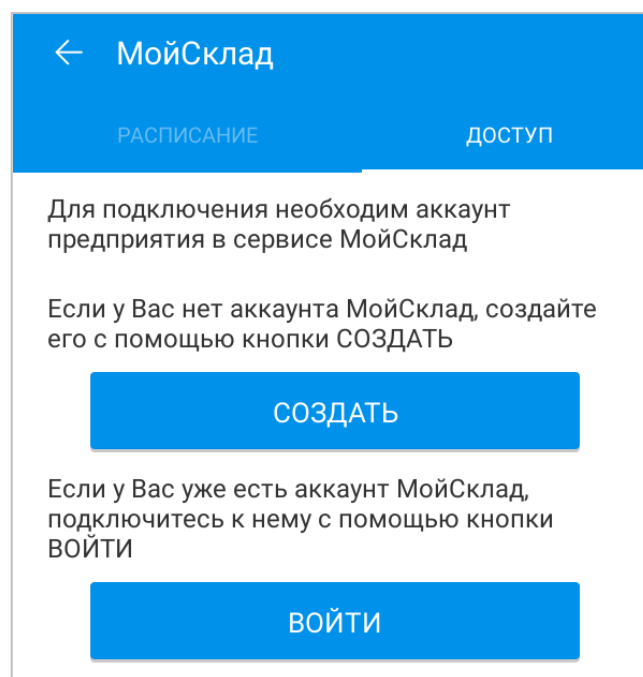 МойСклад
РАСПИСАНИЕ ДОСТУП
Для подключения необходим аккаунт
предприятия в сервисе МойСклад
Если у Вас нет аккаунта МойСклад, создайте
его с помощью кнопки СОЗДАТЬ
СОЗДАТЬ
Если у Вас уже есть аккаунт МойСклад,
подключитесь к нему с помощью кнопки
ВОЙТИ
ВОЙТИ